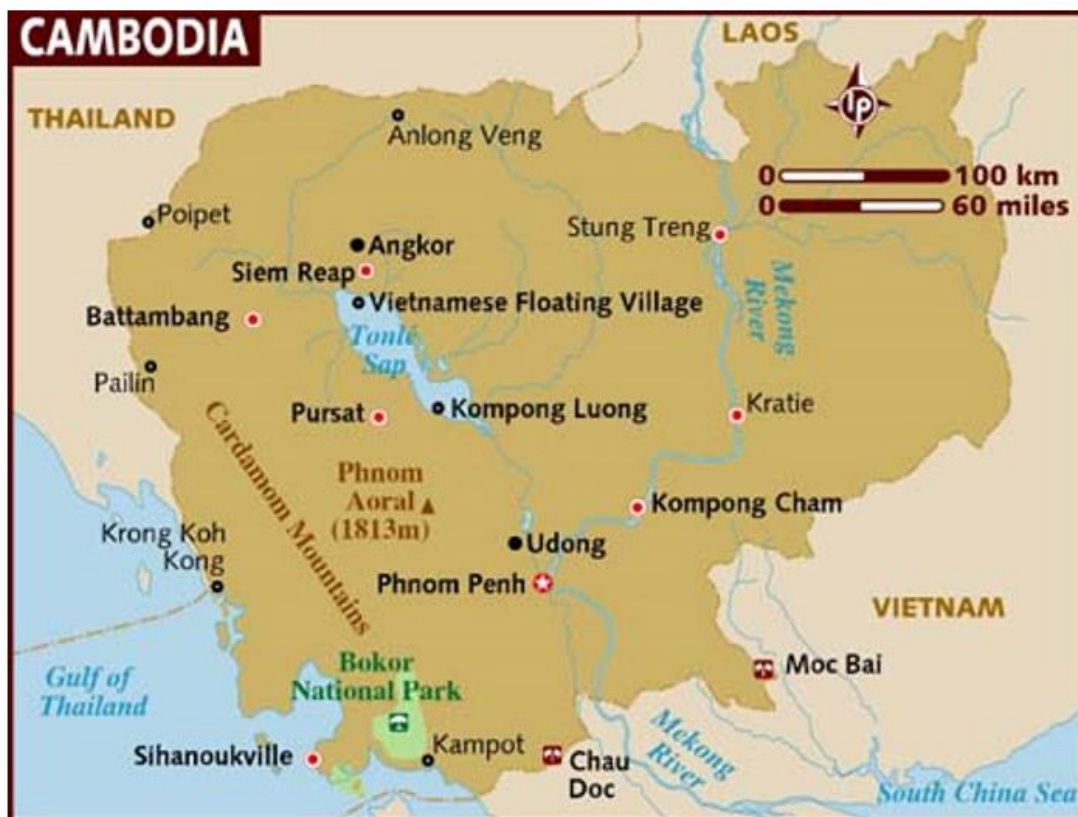 CAMBODIA
LAOS
THAILAND
Anlong Veng
lp
0 100 km
0 60 miles
Poipet
Stung Treng
Angkor
Siem Reap
Mekong
River
Vietnamese Floating Village
Battambang
Tonlé
Sap
Pailin
Pursat
Kompong Luong
Kratie
Cardamom Mountains
Phnom
Aoral
(1813m)
Kompong Cham
Krong Koh
Kong
Udong
Phnom Penh
VIETNAM
Moc Bai
Gulf of
Thailand
Bokor
National Park
Mekong
River
Sihanoukville
Kampot
Chau
Doc
South China Sea